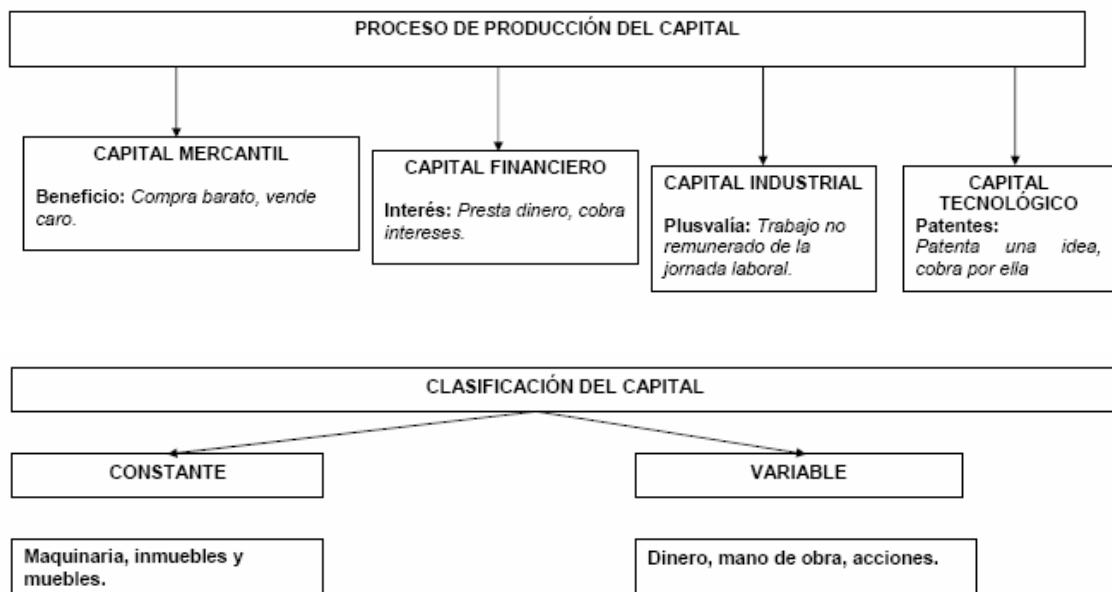 PROCESO DE PRODUCCIÓN DEL CAPITAL
CAPITAL MERCANTIL
Beneficio: Compra barato, vende
caro.
CAPITAL FINANCIERO
Interés: Presta dinero, cobra
intereses.
CAPITAL INDUSTRIAL
Plusvalía: Trabajo no
remunerado de la
jornada laboral.
CAPITAL
TECNOLÓGICO
Patentes:
Patenta una idea,
cobra por ella
CLASIFICACIÓN DEL CAPITAL
CONSTANTE
VARIABLE
Maquinaria, inmuebles y
muebles.
Dinero, mano de obra, acciones.